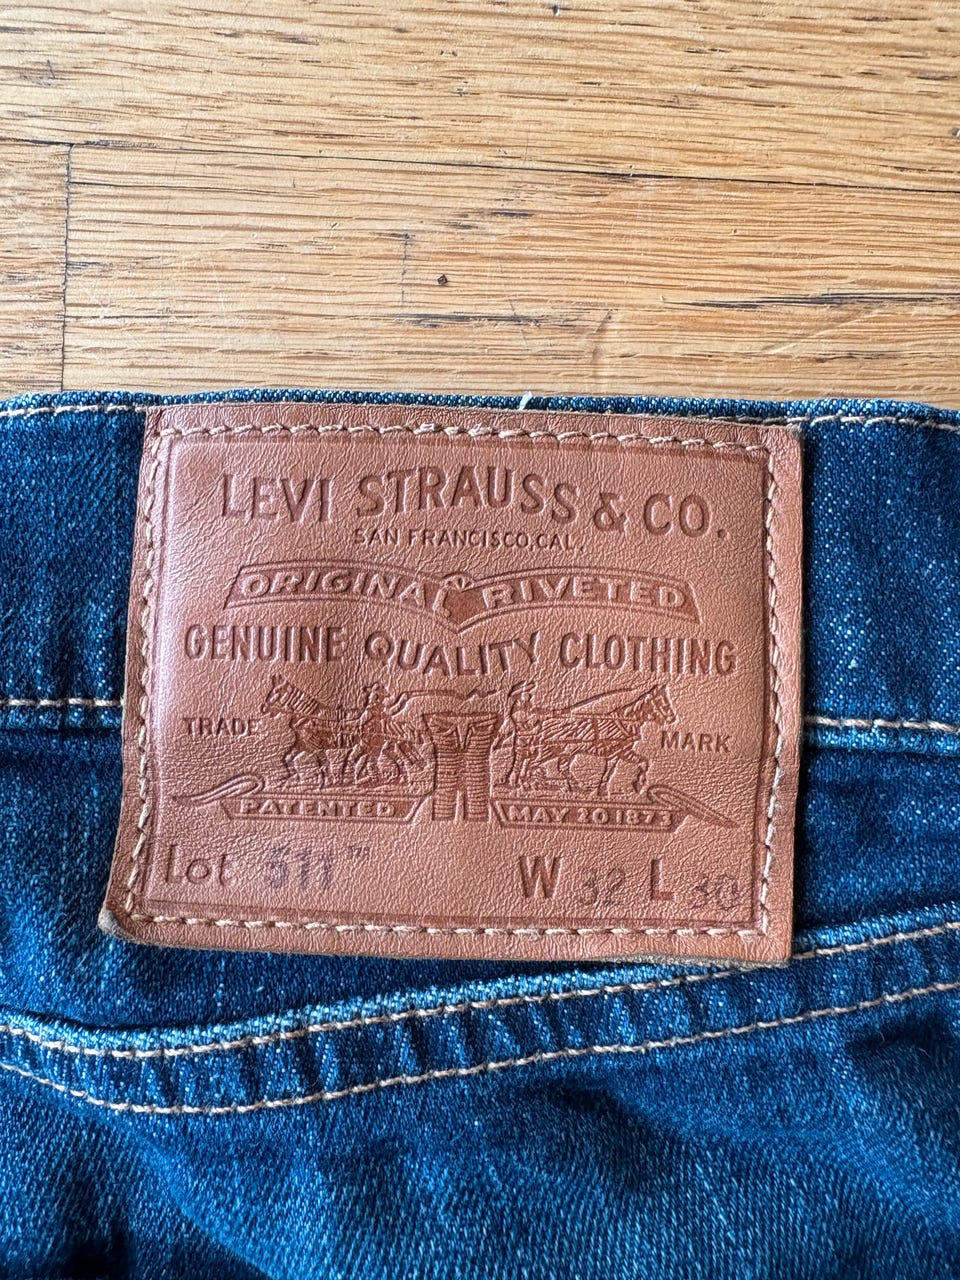 LEVI STRAUSS & CO.
SAN FRANCISCO, CAL.
ORIGINAL RIVETED
GENUINE QUALITY CLOTHING
TRADE MARK
PATENTED MAY 20 1873
Lot 511™ W 32 L 30